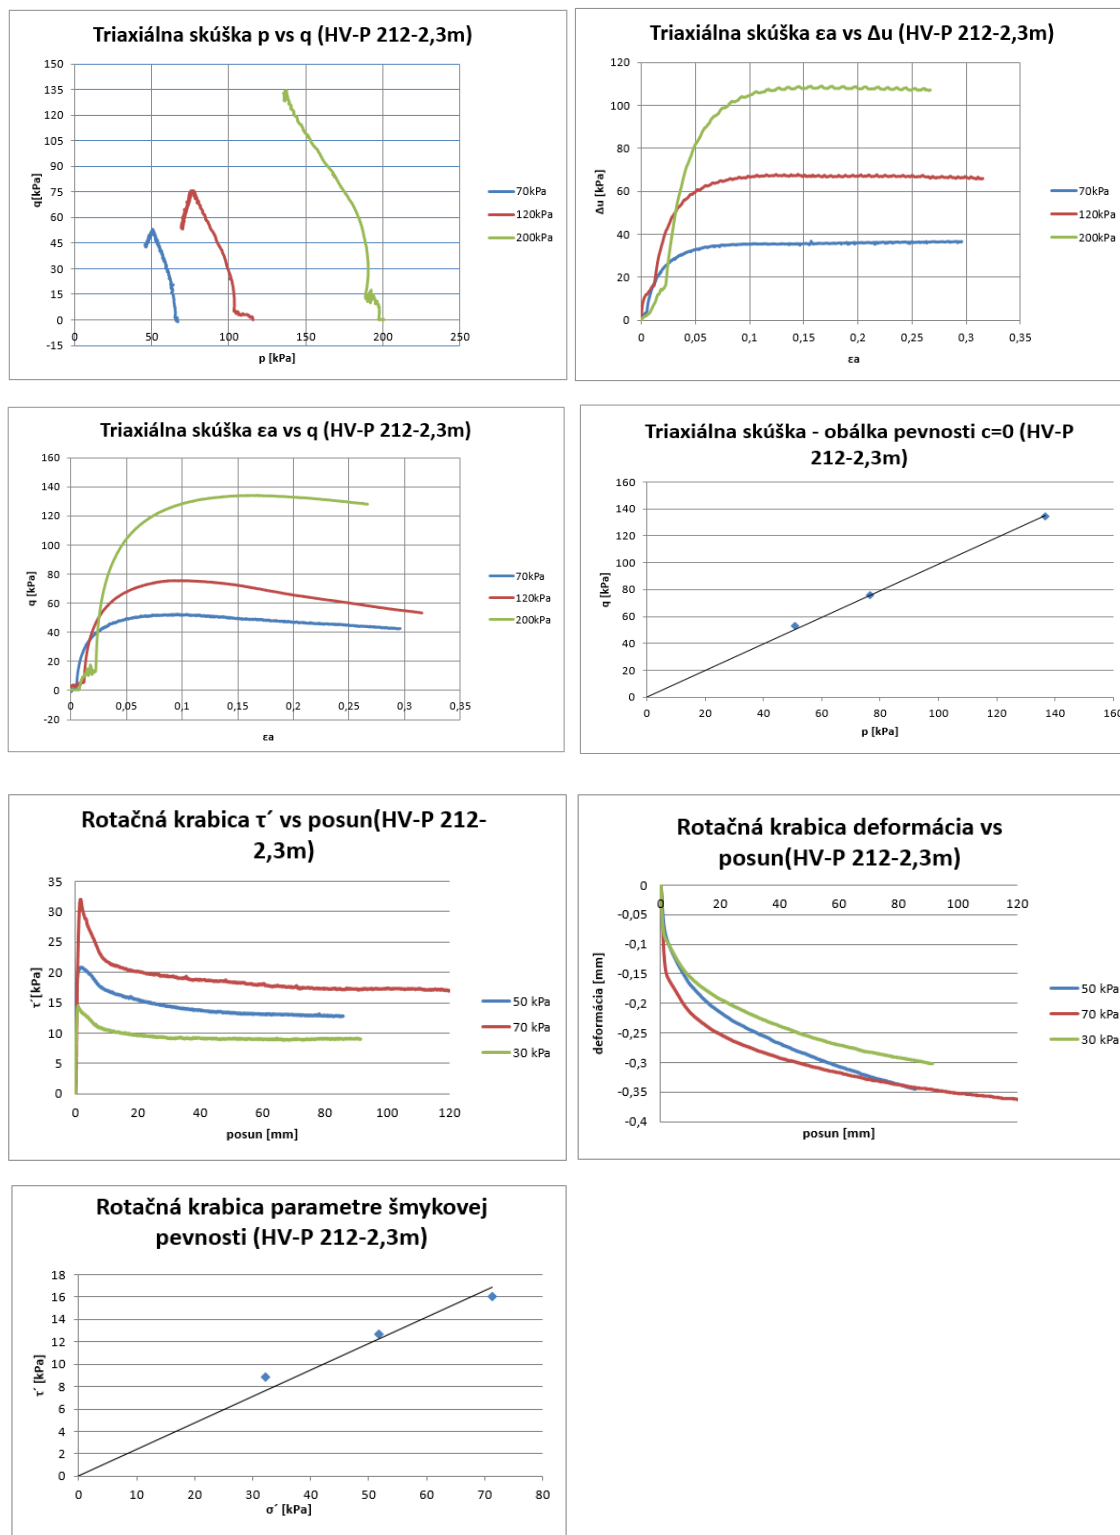 Triaxiálna skúška p vs q (HV-P 212-2,3m)
q[kPa]
150
135
120
105
90
75
60
45
30
15
0
-15
0
50
100
150
200
250
p [kPa]
70kPa
120kPa
200kPa
Triaxiálna skúška εa vs Δu (HV-P 212-2,3m)
Δu [kPa]
120
100
80
60
40
20
0
0
0,05
0,1
0,15
0,2
0,25
0,3
0,35
εa
70kPa
120kPa
200kPa
Triaxiálna skúška εa vs q (HV-P 212-2,3m)
q [kPa]
160
140
120
100
80
60
40
20
0
-20
0
0,05
0,1
0,15
0,2
0,25
0,3
0,35
εa
70kPa
120kPa
200kPa
Triaxiálna skúška - obálka pevnosti c=0 (HV-P
212-2,3m)
q [kPa]
160
140
120
100
80
60
40
20
0
0
20
40
60
80
100
120
140
160
p [kPa]
Rotačná krabica τ´ vs posun(HV-P 212-
2,3m)
τ´[kPa]
35
30
25
20
15
10
5
0
0
20
40
60
80
100
120
posun [mm]
50 kPa
70 kPa
30 kPa
Rotačná krabica deformácia vs
posun(HV-P 212-2,3m)
deformácia [mm]
0
-0,05
-0,1
-0,15
-0,2
-0,25
-0,3
-0,35
-0,4
0
20
40
60
80
100
120
posun [mm]
50 kPa
70 kPa
30 kPa
Rotačná krabica parametre šmykovej
pevnosti (HV-P 212-2,3m)
τ´ [kPa]
18
16
14
12
10
8
6
4
2
0
0
10
20
30
40
50
60
70
80
σ´ [kPa]